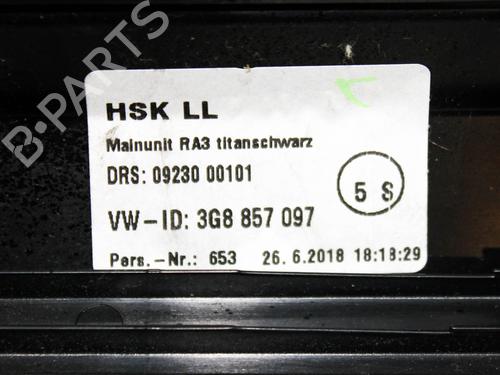 B-PARTS
HSK LL
Mainunit RA3 titanschwarz
DRS: 09230 00101
5 S
VW-ID: 3G8 857 097
Pers.-Nr.: 653 26. 6.2018 18:18:29